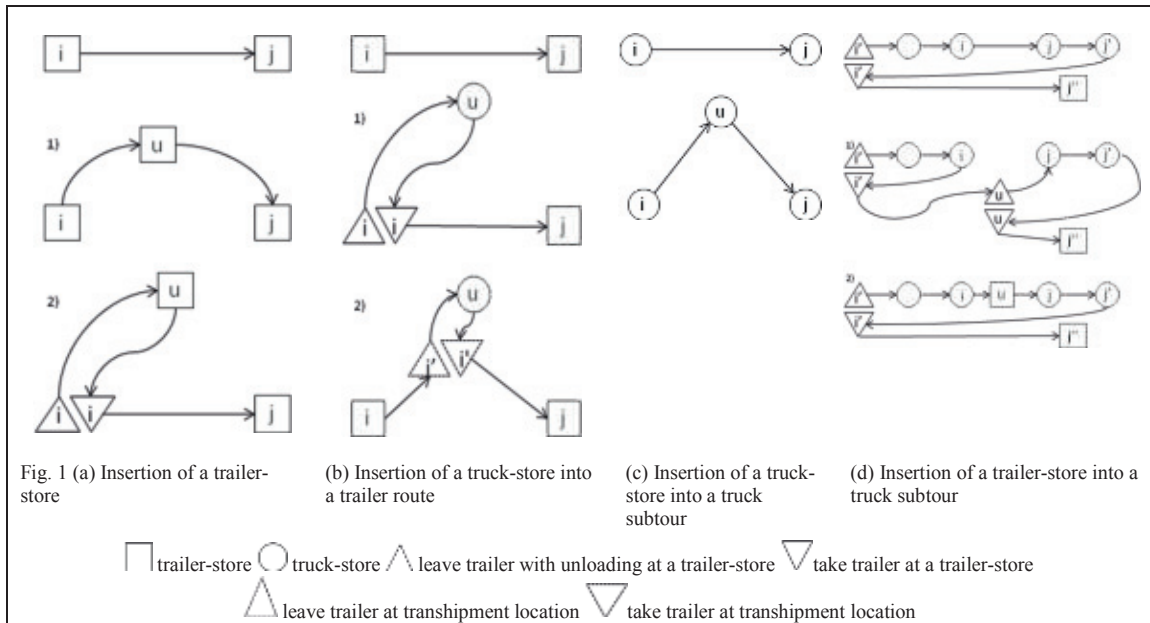 i j
1) u
i j
2) u
i i j
i j
1) u
i i j
2) u
i j
i j
u
i j
i' i j j'
i' j''
1) i' i j j'
i' u
u
j''
2) i' i u j j'
i' j''
Fig. 1 (a) Insertion of a trailer-
store
(b) Insertion of a truck-store into
a trailer route
(c) Insertion of a truck-
store into a truck
subtour
(d) Insertion of a trailer-store into a
truck subtour
trailer-store truck-store leave trailer with unloading at a trailer-store take trailer at a trailer-store
leave trailer at transhipment location take trailer at transhipment location